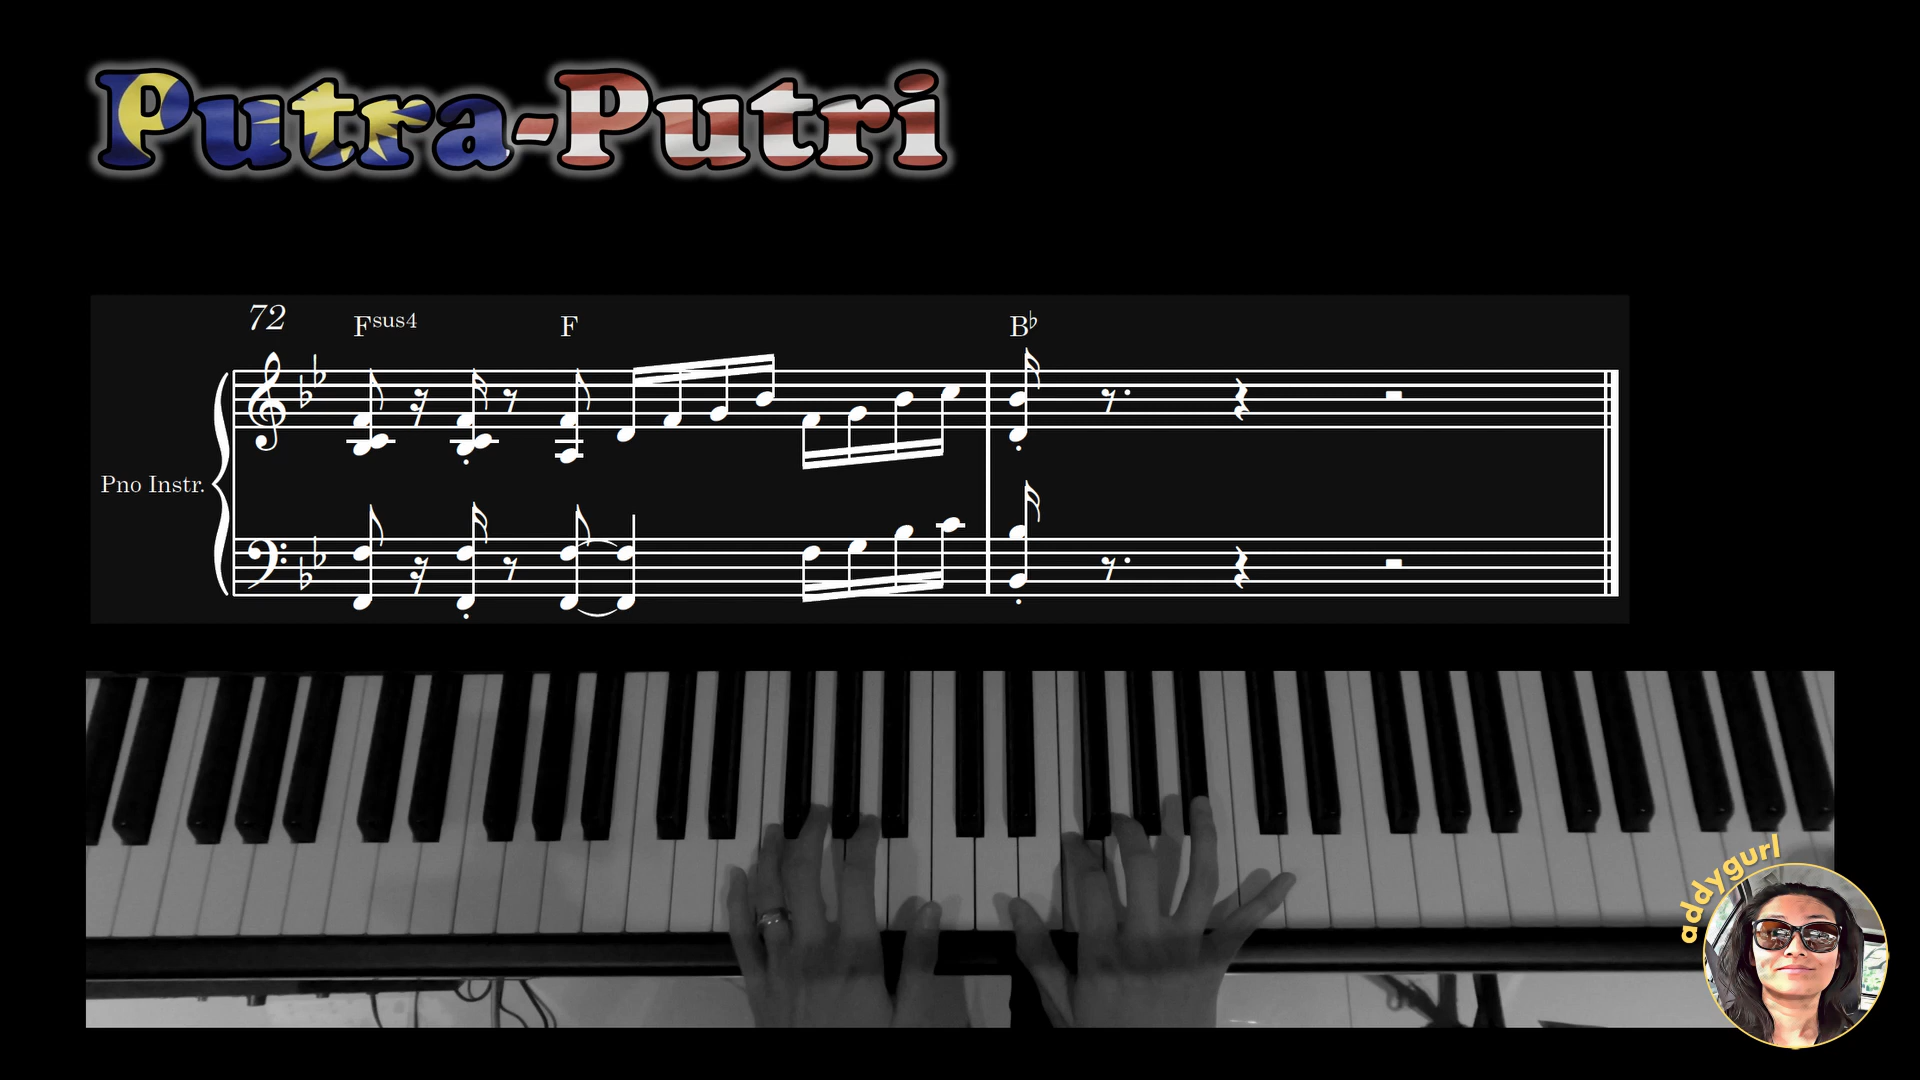 Putra-Putri
72
Fsus4 F B♭
Pno Instr.
addygurl